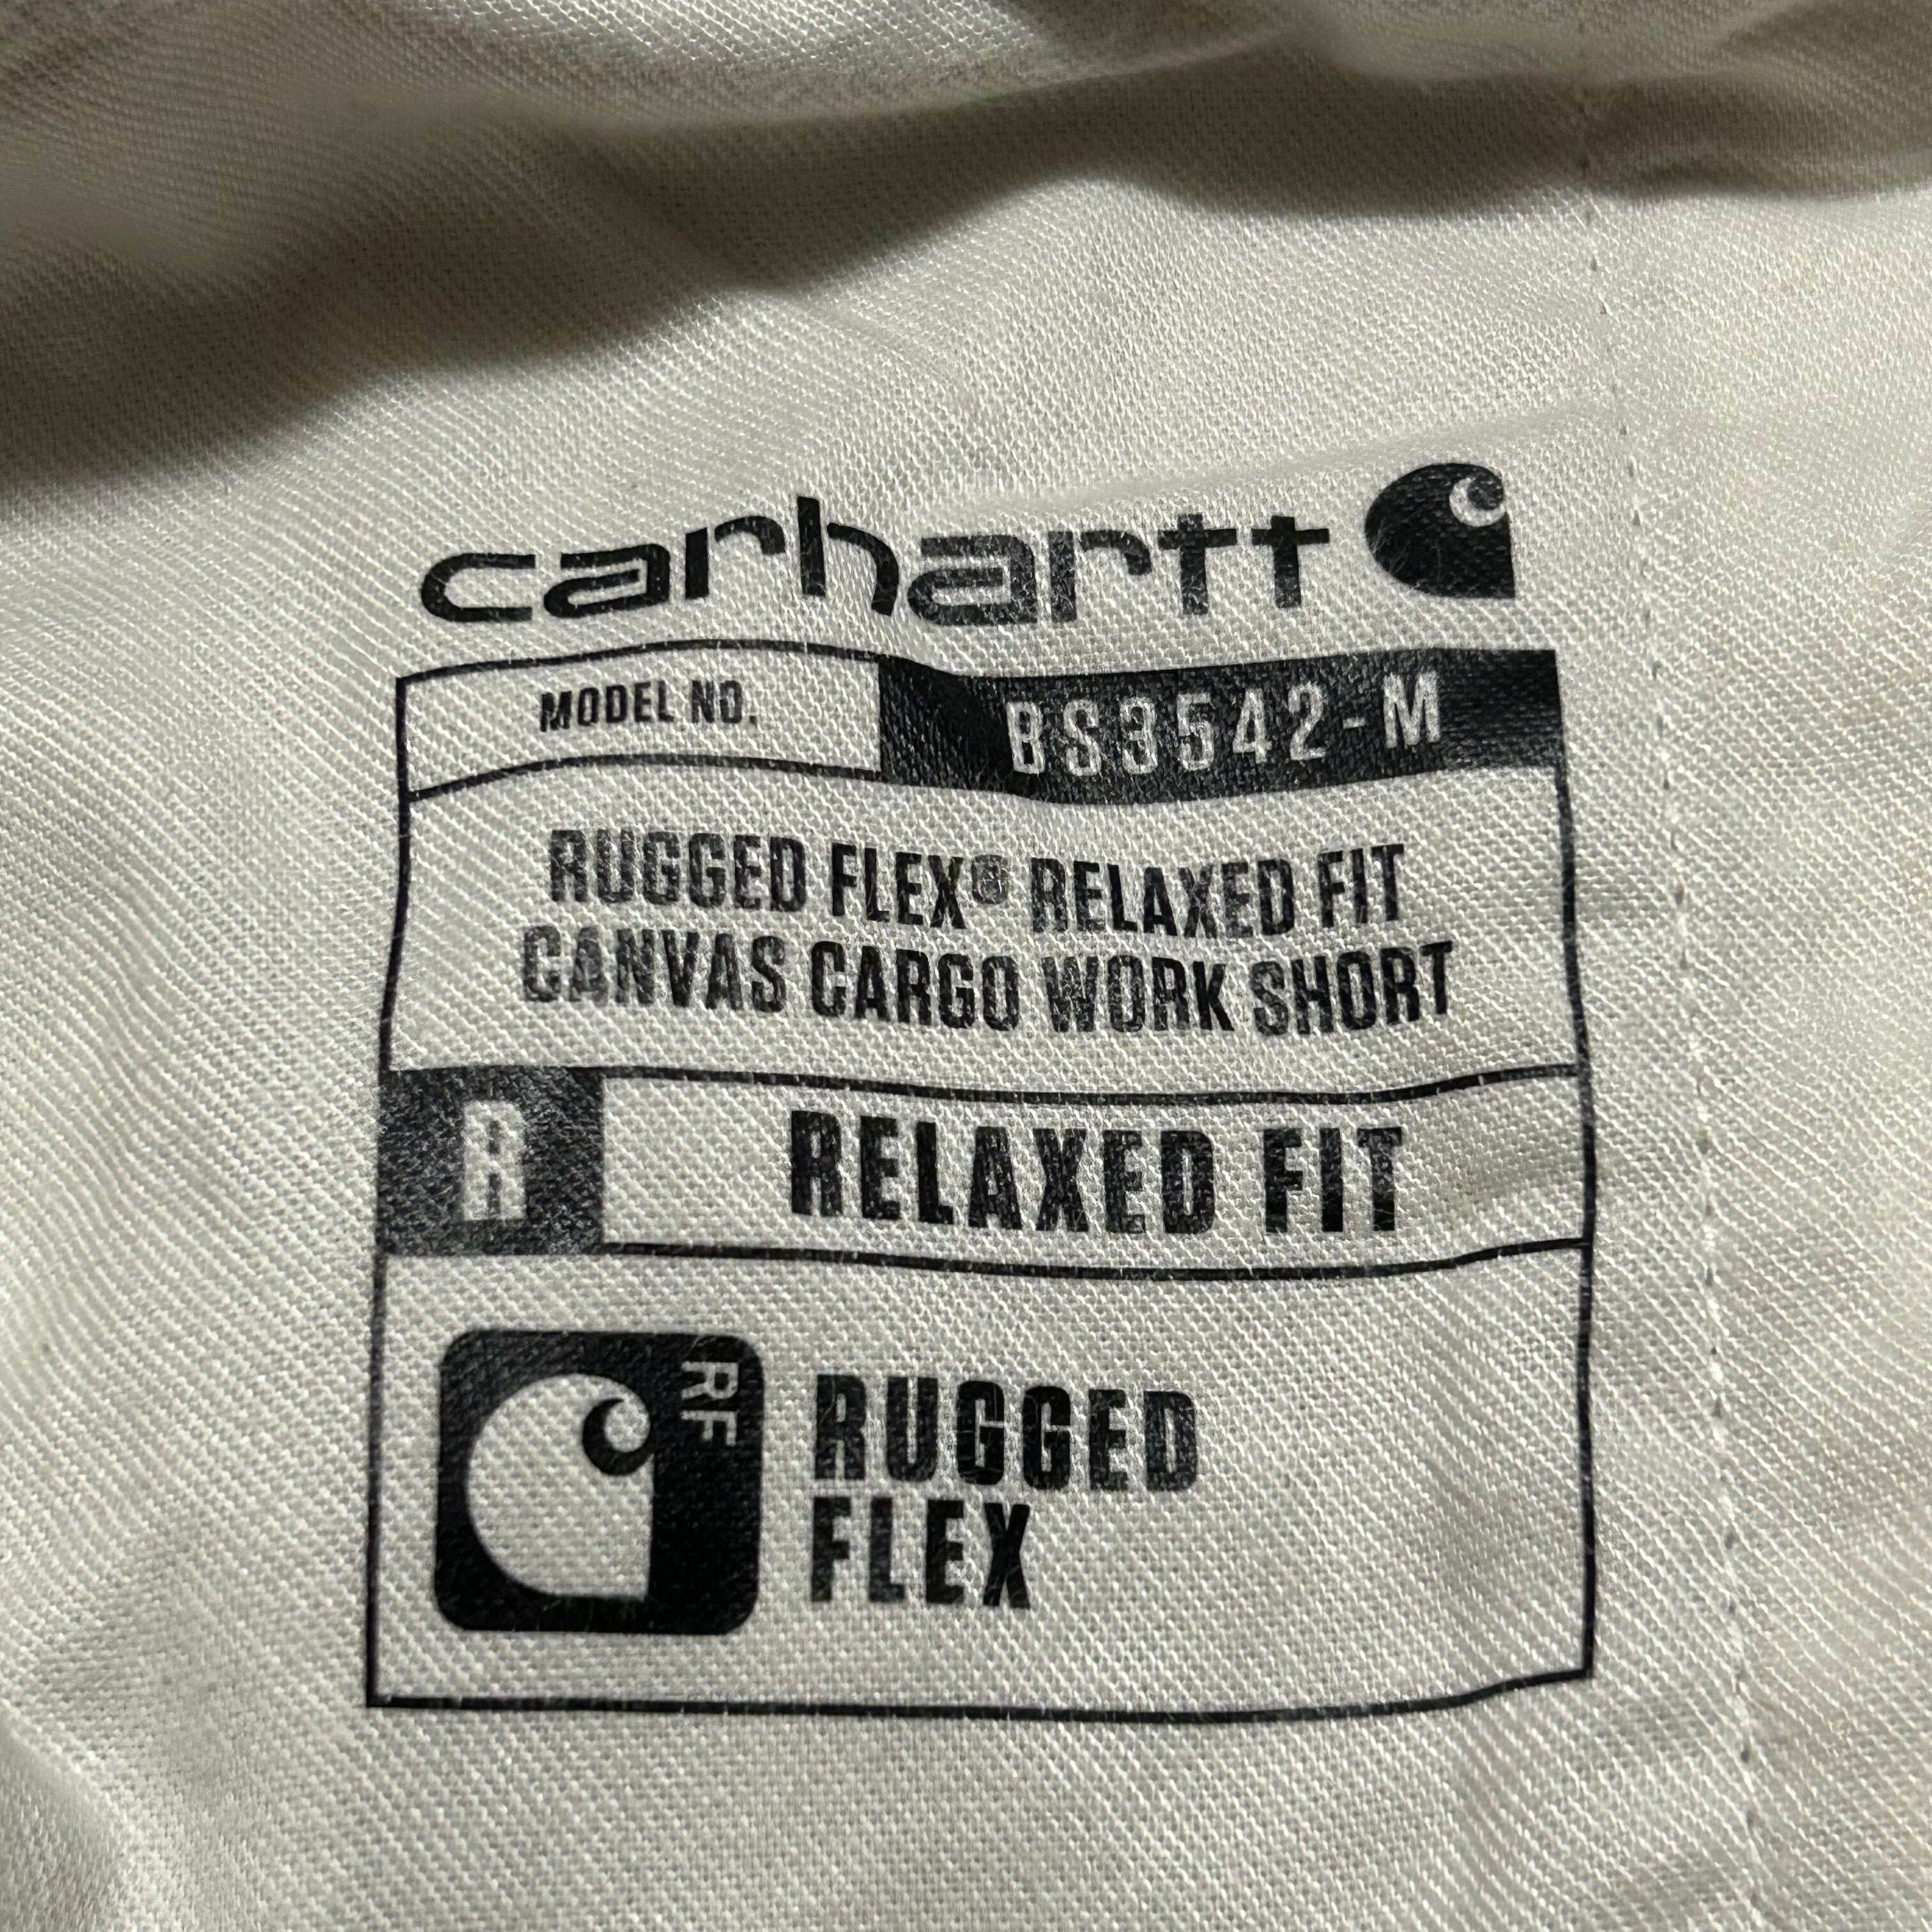 carhartt
MODEL NO. BS3542-M
RUGGED FLEX® RELAXED FIT
CANVAS CARGO WORK SHORT
R RELAXED FIT
RF
RUGGED
FLEX